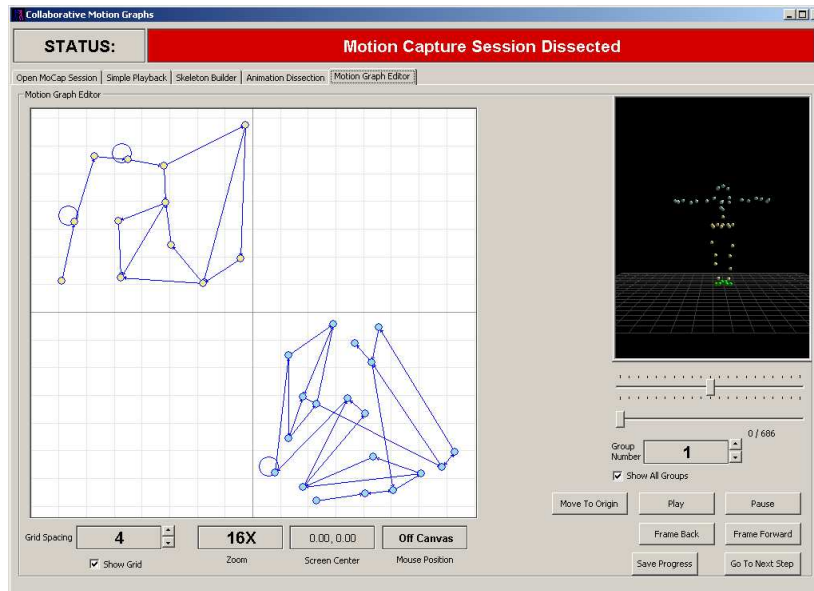 Collaborative Motion Graphs
STATUS:
Motion Capture Session Dissected
Open MoCap Session
Simple Playback
Skeleton Builder
Animation Dissection
Motion Graph Editor
Motion Graph Editor
0 / 686
Group Number
1
Show All Groups
Move To Origin
Play
Pause
Grid Spacing
4
16X
0.00, 0.00
Off Canvas
Frame Back
Frame Forward
Show Grid
Zoom
Screen Center
Mouse Position
Save Progress
Go To Next Step